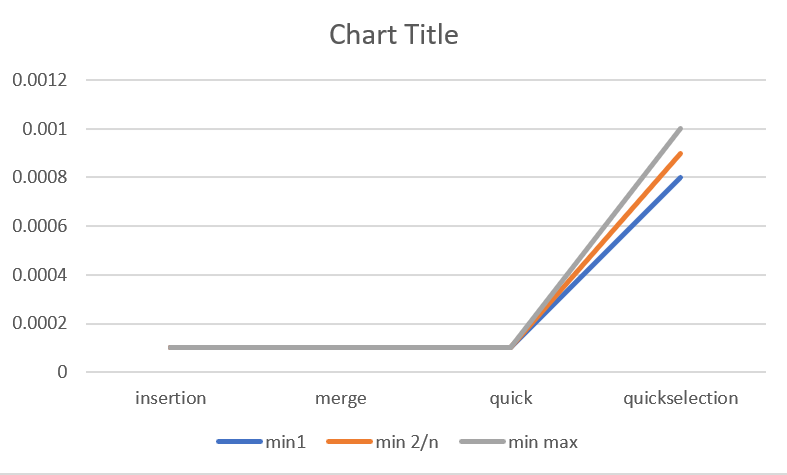 Chart Title
0.0012
0.001
0.0008
0.0006
0.0004
0.0002
0
insertion merge quick quickselection
min1 min 2/n min max